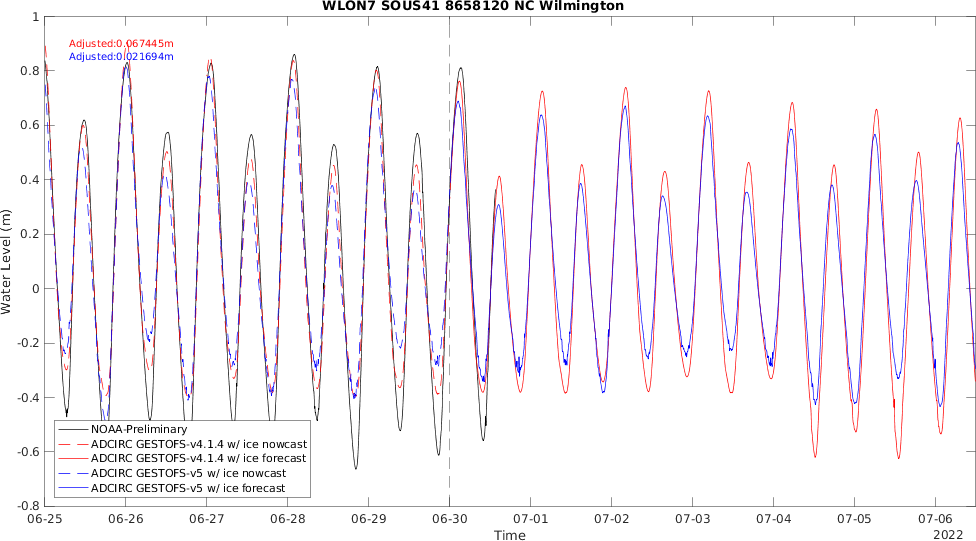 WLON7 SOUS41 8658120 NC Wilmington
Adjusted:0.067445m
Adjusted:0.021694m
1
0.8
0.6
0.4
0.2
0
-0.2
-0.4
-0.6
-0.8
Water Level (m)
NOAA-Preliminary
ADCIRC GESTOFS-v4.1.4 w/ ice nowcast
ADCIRC GESTOFS-v4.1.4 w/ ice forecast
ADCIRC GESTOFS-v5 w/ ice nowcast
ADCIRC GESTOFS-v5 w/ ice forecast
06-25 06-26 06-27 06-28 06-29 06-30 07-01 07-02 07-03 07-04 07-05 07-06
Time
2022